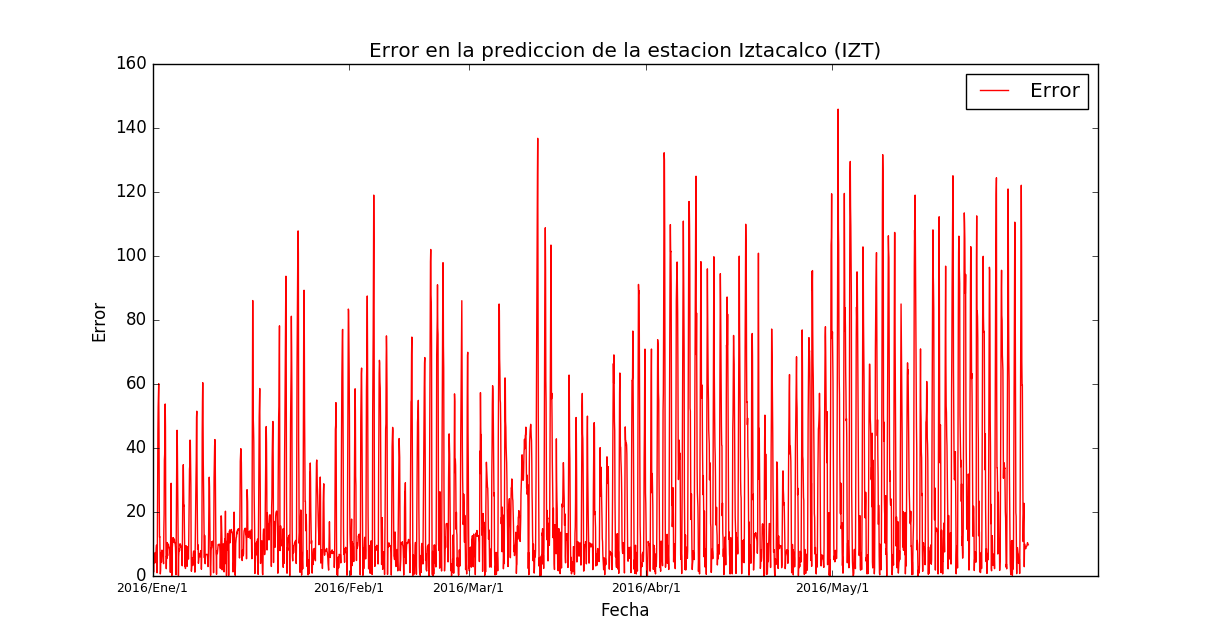 Error en la prediccion de la estacion Iztacalco (IZT)
160
140
120
100
80
60
40
20
0
Error
Error
2016/Ene/1
2016/Feb/1
2016/Mar/1
2016/Abr/1
2016/May/1
Fecha